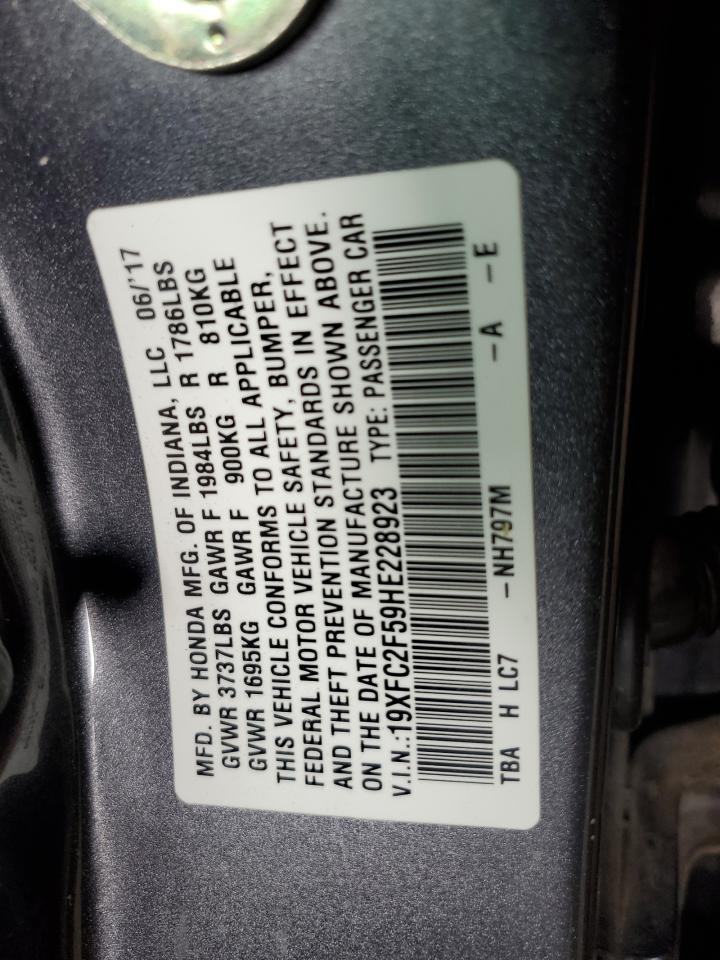 MFD. BY HONDA MFG. OF INDIANA, LLC 06/'17
GVWR 3737LBS GAWR F 1984LBS R 1786LBS
GVWR 1695KG GAWR F 900KG R 810KG
THIS VEHICLE CONFORMS TO ALL APPLICABLE
FEDERAL MOTOR VEHICLE SAFETY, BUMPER,
AND THEFT PREVENTION STANDARDS IN EFFECT
ON THE DATE OF MANUFACTURE SHOWN ABOVE.
V.I.N.:19XFC2F59HE228923 TYPE: PASSENGER CAR
TBA H LC7 -NH797M -A -E